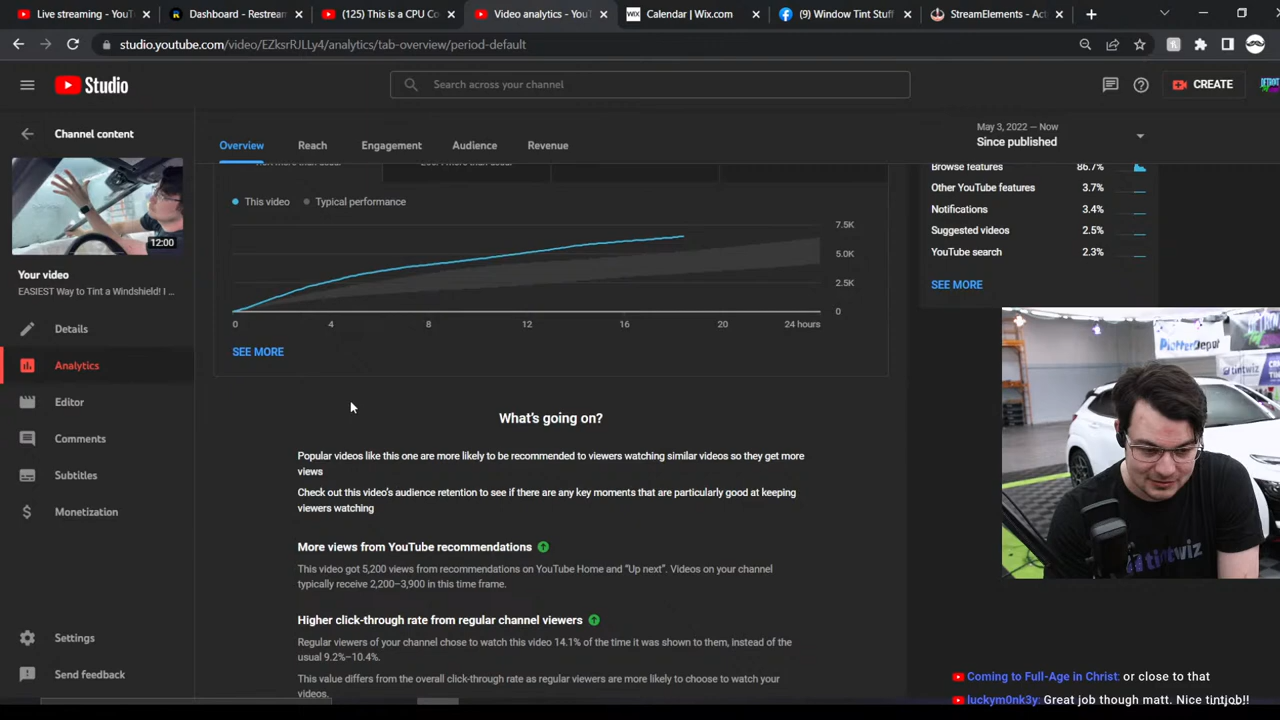 Live streaming - YouT
Dashboard - Restream
(125) This is a CPU Co
Video analytics - YouT
Calendar | Wix.com
(9) Window Tint Stuff
StreamElements - Act
studio.youtube.com/video/EZksrRJLLy4/analytics/tab-overview/period-default
Studio
Search across your channel
CREATE
Channel content
12:00
Your video
EASIEST Way to Tint a Windshield! I ...
Details
Analytics
Editor
Comments
Subtitles
Monetization
Settings
Send feedback
Overview
Reach
Engagement
Audience
Revenue
May 3, 2022 — Now
Since published
This video
Typical performance
7.5K
5.0K
2.5K
0
0
4
8
12
16
20
24 hours
SEE MORE
Browse features 86.7%
Other YouTube features 3.7%
Notifications 3.4%
Suggested videos 2.5%
YouTube search 2.3%
SEE MORE
What's going on?
Popular videos like this one are more likely to be recommended to viewers watching similar videos so they get more
views
Check out this video's audience retention to see if there are any key moments that are particularly good at keeping
viewers watching
More views from YouTube recommendations
This video got 5,200 views from recommendations on YouTube Home and “Up next”. Videos on your channel
typically receive 2,200–3,900 in this time frame.
Higher click-through rate from regular channel viewers
Regular viewers of your channel chose to watch this video 14.1% of the time it was shown to them, instead of the
usual 9.2%–10.4%.
This value differs from the overall click-through rate as regular viewers are more likely to choose to watch your
videos.
PlotterDepot
tintwiz
tintwiz
Coming to Full-Age in Christ: or close to that
luckym0nk3y: Great job though matt. Nice tintjob!!